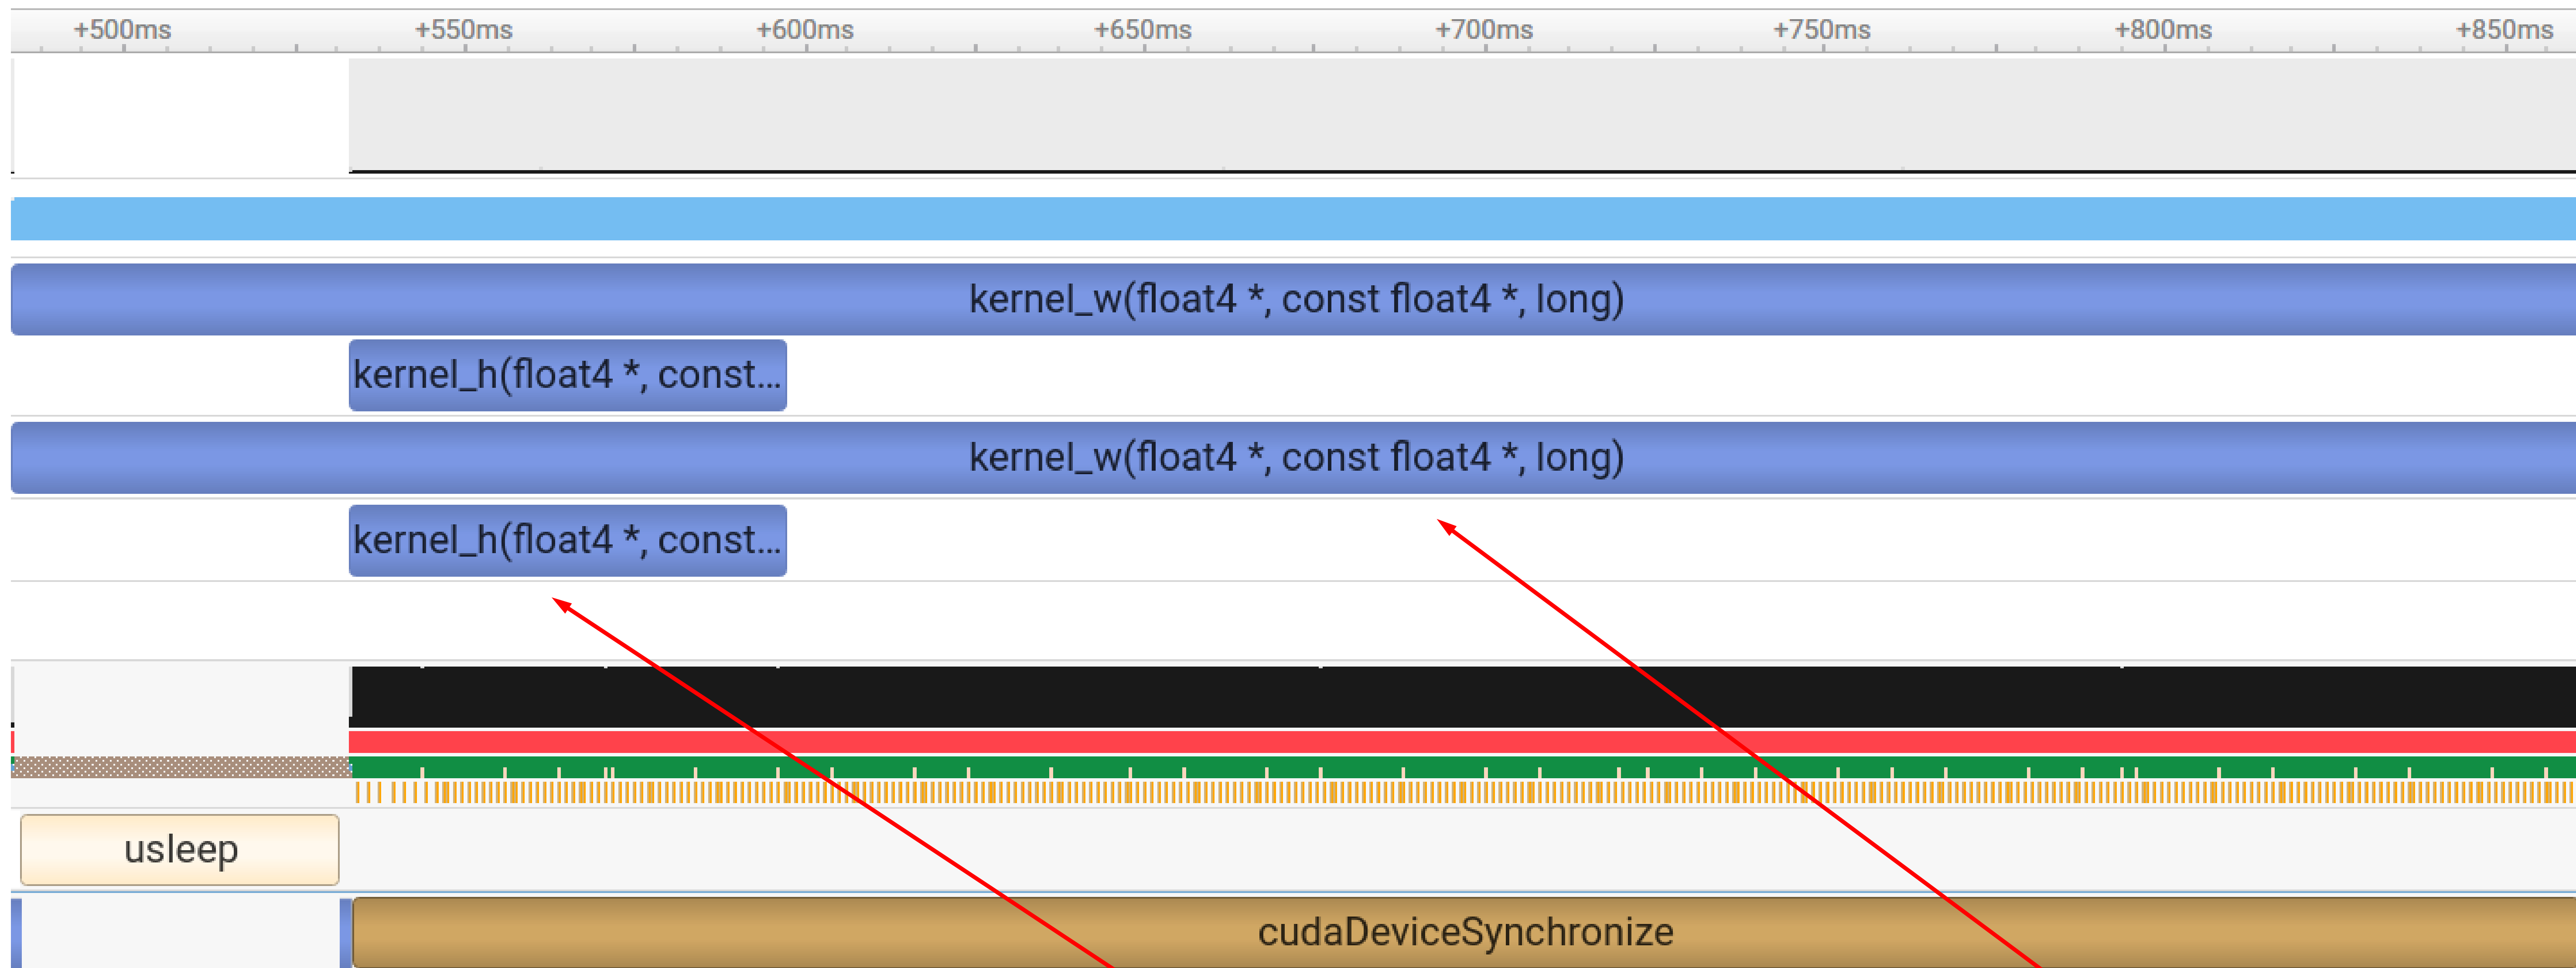 +500ms +550ms +600ms +650ms +700ms +750ms +800ms +850ms
kernel_w(float4 *, const float4 *, long)
kernel_h(float4 *, const...
kernel_w(float4 *, const float4 *, long)
kernel_h(float4 *, const...
usleep
cudaDeviceSynchronize